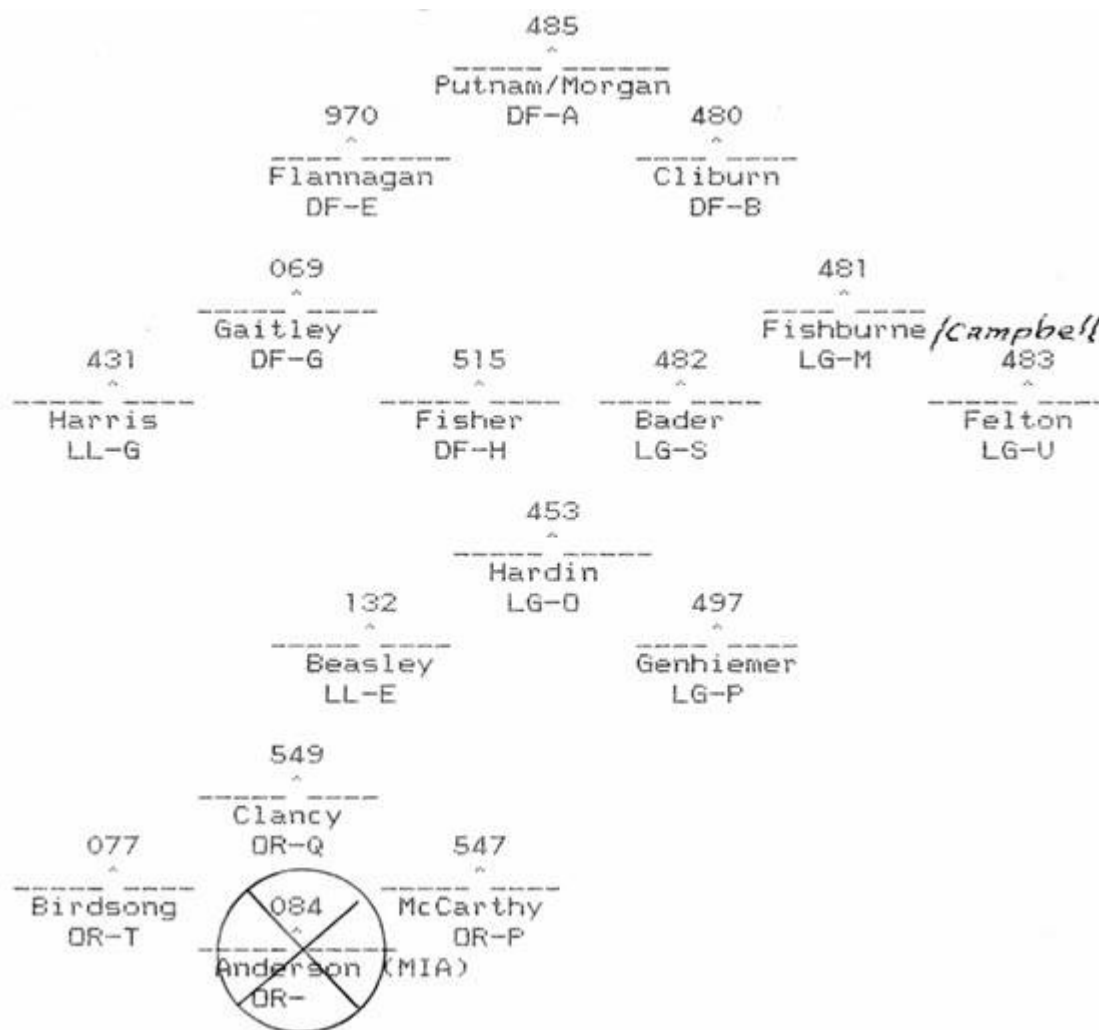 485
Putnam/Morgan
DF-A
970
Flannagan
DF-E
480
Cliburn
DF-B
069
Gaitley
DF-G
481
Fishburne/Campbell
LG-M
431
Harris
LL-G
515
Fisher
DF-H
482
Bader
LG-S
483
Felton
LG-U
453
Hardin
LG-O
132
Beasley
LL-E
497
Genhiemer
LG-P
549
Clancy
OR-Q
077
Birdsong
OR-T
547
McCarthy
OR-P
084
Anderson (MIA)
OR-